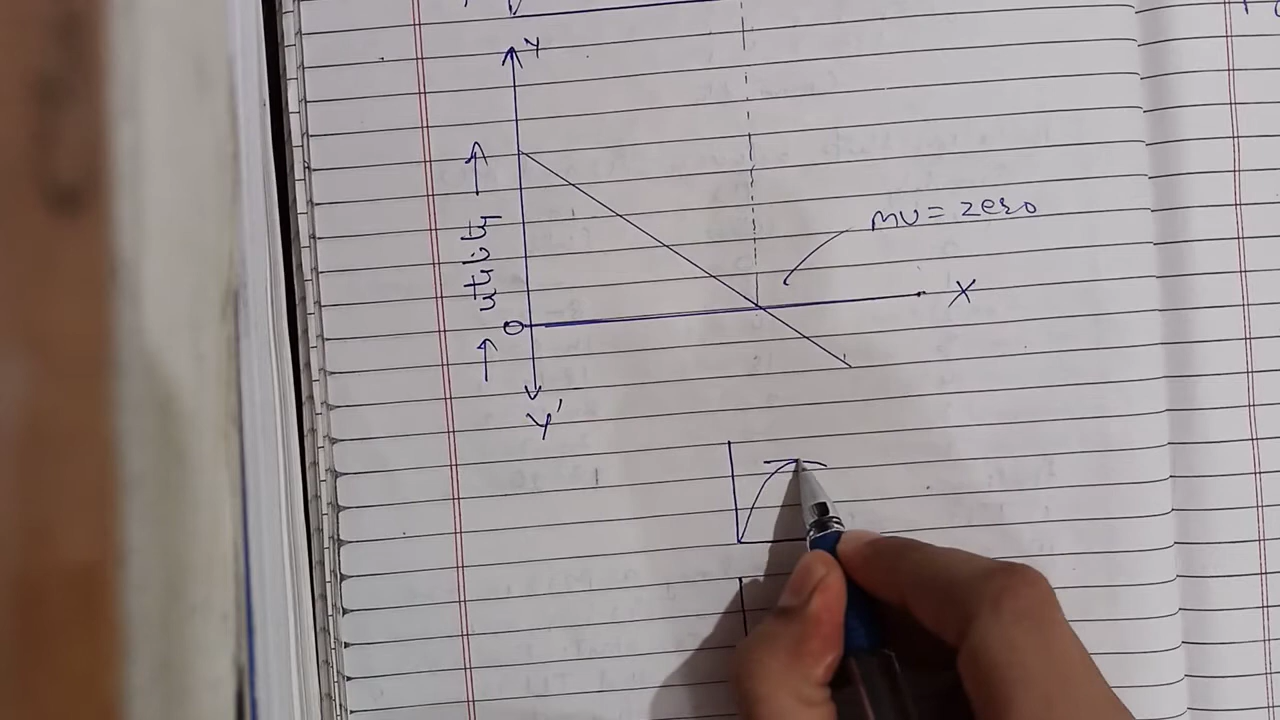 Y
→ utility →
MU = zero
X
O
Y'